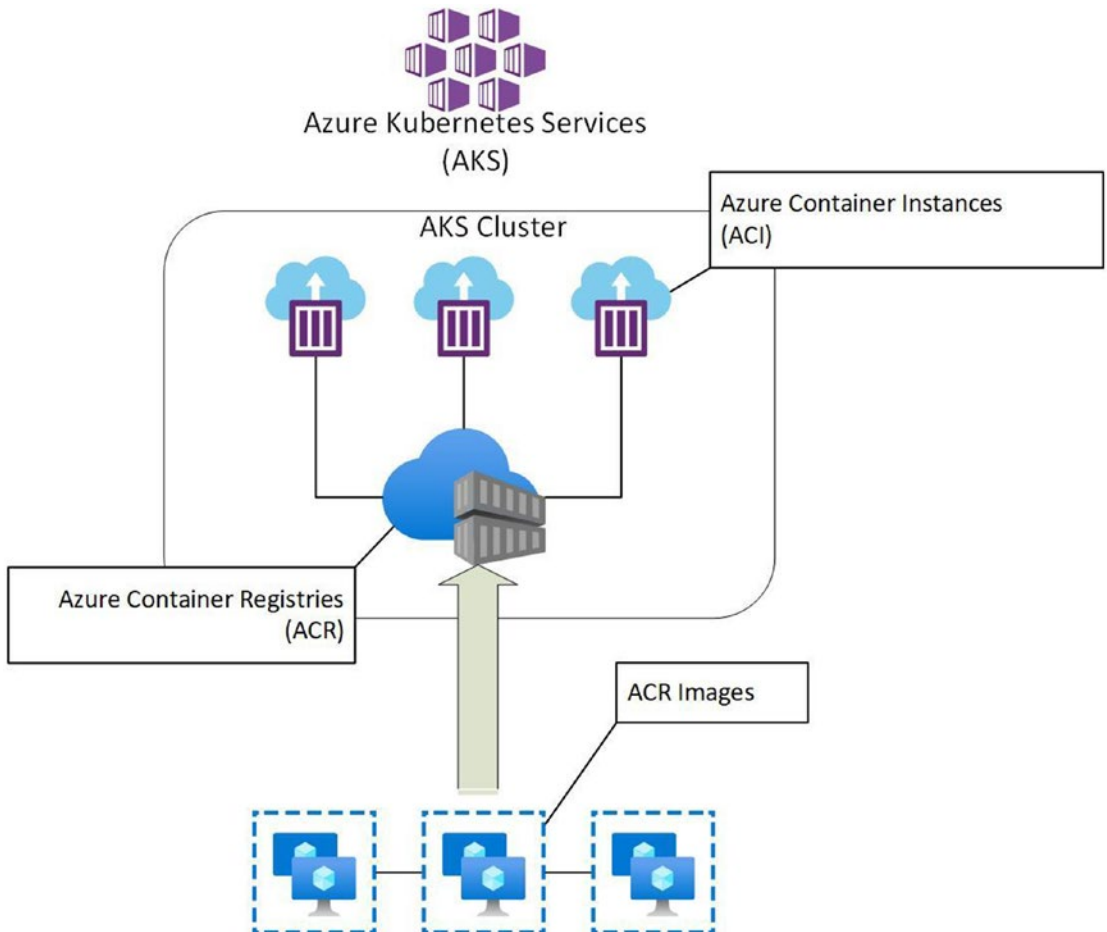 Azure Kubernetes Services
(AKS)
Azure Container Instances
(ACI)
AKS Cluster
Azure Container Registries
(ACR)
ACR Images